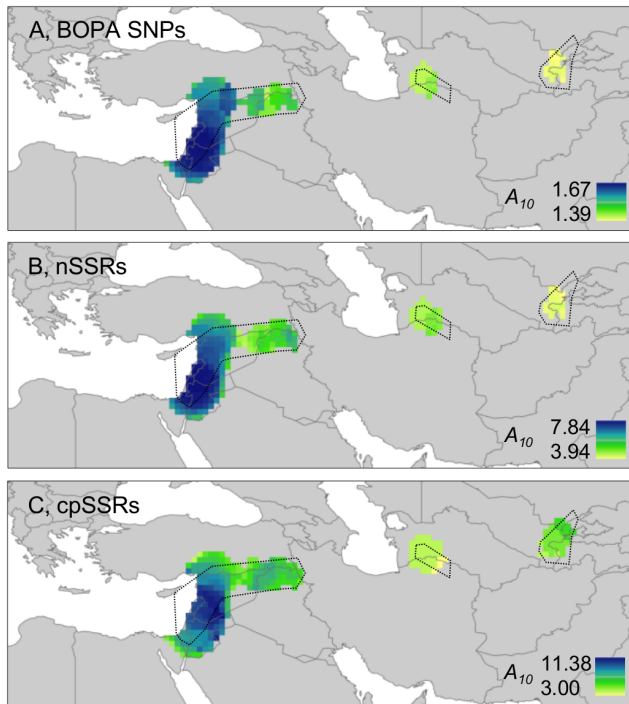 A, BOPA SNPs
A10 1.67
1.39
B, nSSRs
A10 7.84
3.94
C, cpSSRs
A10 11.38
3.00